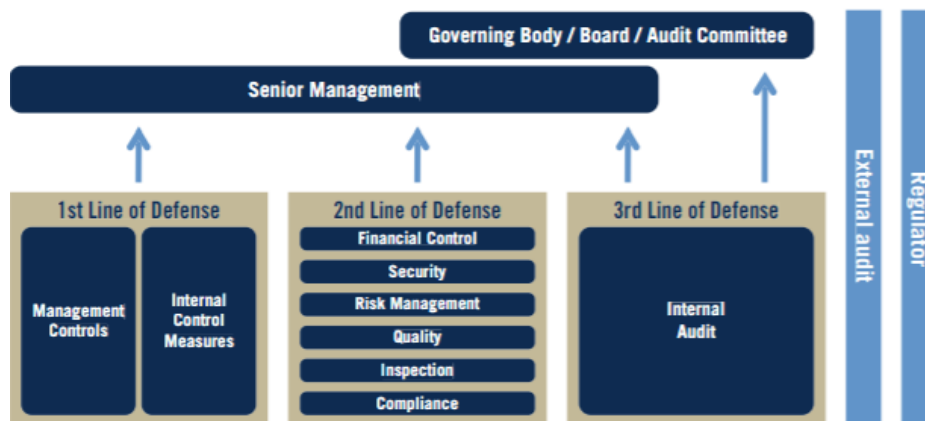 Governing Body / Board / Audit Committee
Senior Management
1st Line of Defense
Management
Controls
Internal
Control
Measures
2nd Line of Defense
Financial Control
Security
Risk Management
Quality
Inspection
Compliance
3rd Line of Defense
Internal
Audit
External audit
Regulator